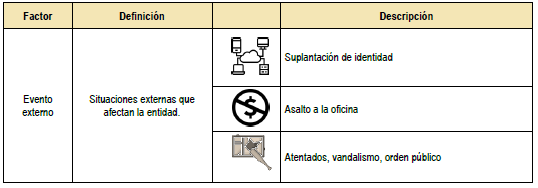 Factor Definición Descripción
Evento
externo
Situaciones externas que
afectan la entidad.
Suplantación de identidad
Asalto a la oficina
Atentados, vandalismo, orden público